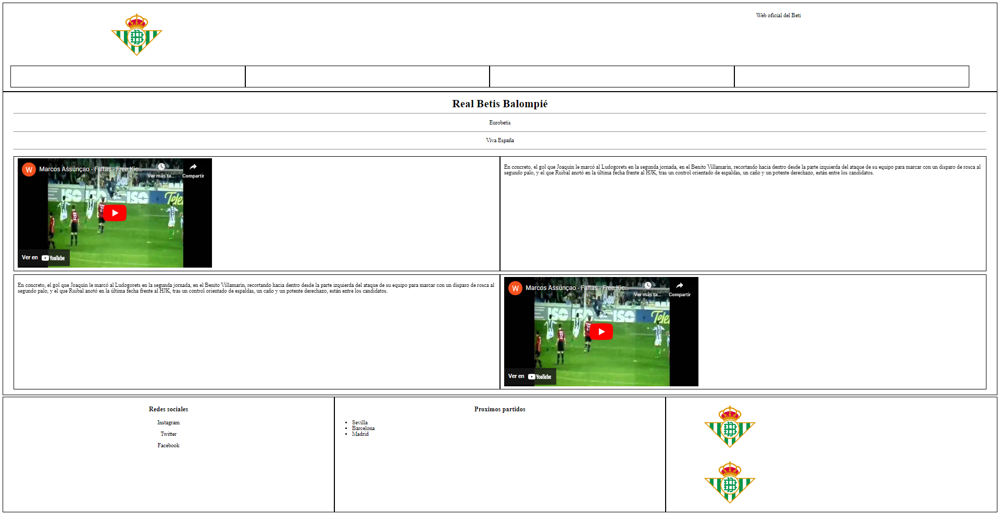 Web oficial del Beti
Real Betis Balompié
Eurobetis
Viva España
W Marcos Assunçao - Faltas - Free Kic...
Ver más ta...
Compartir
ISO
ISO
Tele
Ver en YouTube
En concreto, el gol que Joaquín le marcó al Ludogorets en la segunda jornada, en el Benito Villamarín, recortando hacia dentro desde la parte izquierda del ataque de su equipo para marcar con un disparo de rosca al
segundo palo, y el que Ruibal anotó en la última fecha frente al HJK, tras un control orientado de espaldas, un caño y un potente derechazo, están entre los candidatos.
En concreto, el gol que Joaquín le marcó al Ludogorets en la segunda jornada, en el Benito Villamarín, recortando hacia dentro desde la parte izquierda del ataque de su equipo para marcar con un disparo de rosca al
segundo palo, y el que Ruibal anotó en la última fecha frente al HJK, tras un control orientado de espaldas, un caño y un potente derechazo, están entre los candidatos.
W Marcos Assunçao - Faltas - Free Kic...
Ver más ta...
Compartir
ISO
ISO
Tele
Ver en YouTube
Redes sociales
Instagram
Twitter
Facebook
Proximos partidos
Sevilla
Barcelona
Madrid